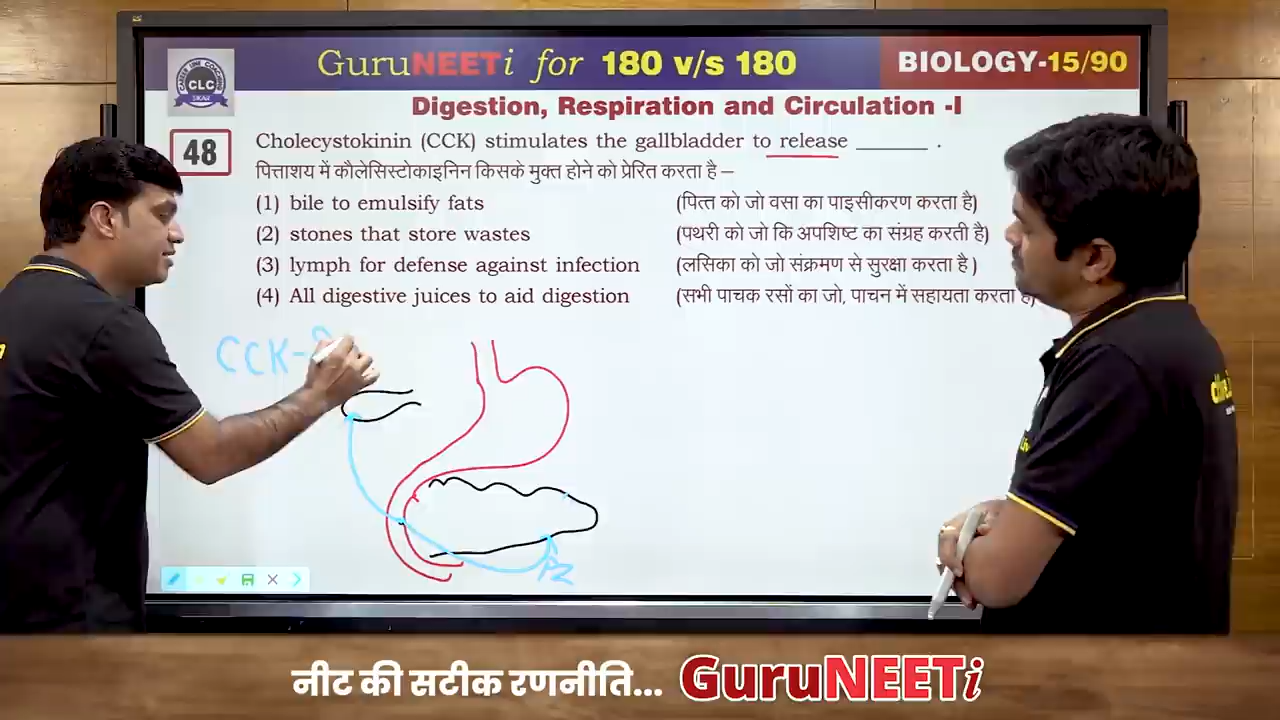 GuruNEETi for 180 v/s 180
BIOLOGY-15/90
CLC
Digestion, Respiration and Circulation -I
48
Cholecystokinin (CCK) stimulates the gallbladder to release _______ .
पित्ताशय में कौलेसिस्टोकाइनिन किसके मुक्त होने को प्रेरित करता है –
(1) bile to emulsify fats (पित्त को जो वसा का पाइसीकरण करता है)
(2) stones that store wastes (पथरी को जो कि अपशिष्ट का संग्रह करती है)
(3) lymph for defense against infection (लसिका को जो संक्रमण से सुरक्षा करता है )
(4) All digestive juices to aid digestion (सभी पाचक रसों का जो, पाचन में सहायता करता है)
CCK-
PZ
नीट की सटीक रणनीति... GuruNEETi